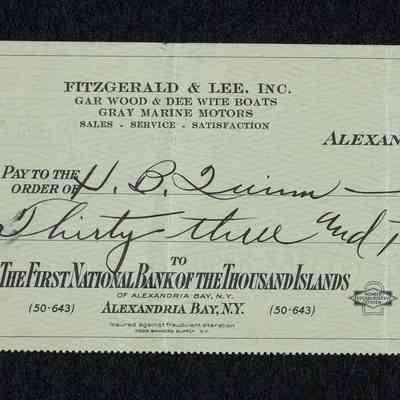 FITZGERALD & LEE, INC.
GAR WOOD & DEE WITE BOATS
GRAY MARINE MOTORS
SALES - SERVICE - SATISFACTION
ALEXAN
PAY TO THE
ORDER OF H. B. Quinn
Thirty three and
TO
THE FIRST NATIONAL BANK OF THE THOUSAND ISLANDS
OF ALEXANDRIA BAY, N.Y.
(50-643) ALEXANDRIA BAY, N.Y. (50-643)
Insured against fraudulent alteration